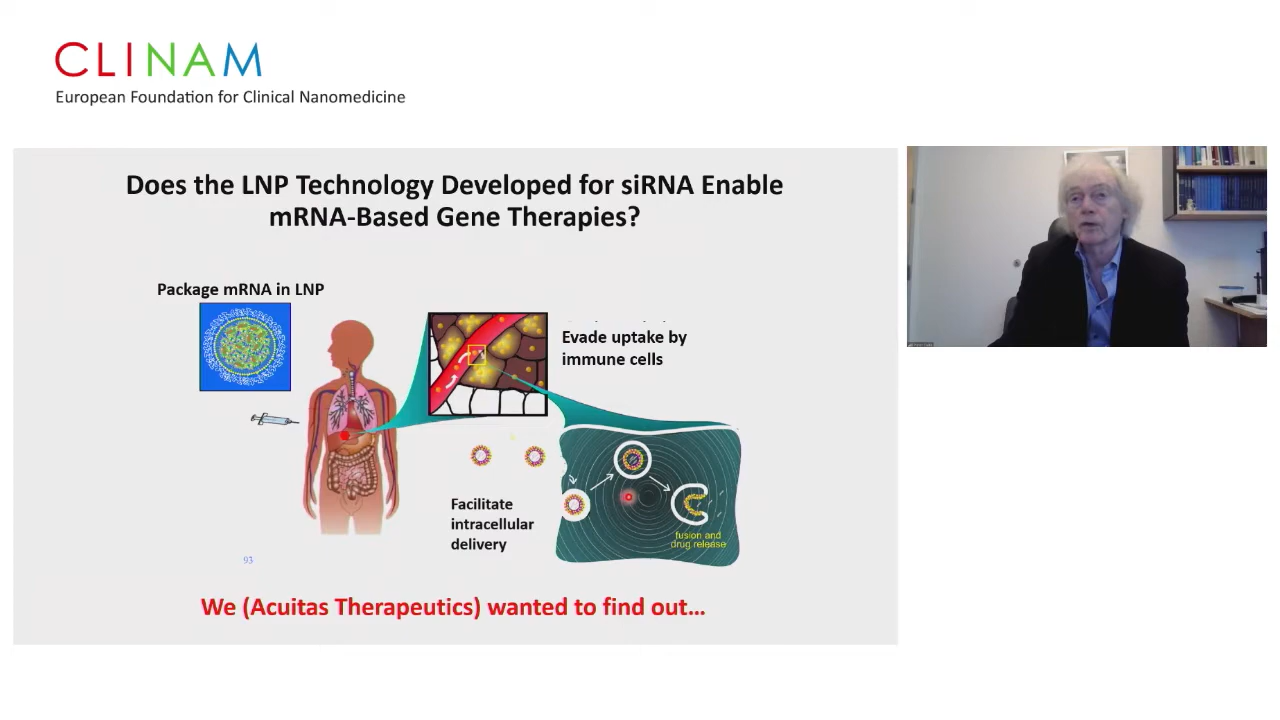 CLINAM
European Foundation for Clinical Nanomedicine
Does the LNP Technology Developed for siRNA Enable
mRNA-Based Gene Therapies?
Package mRNA in LNP
Evade uptake by
immune cells
Facilitate
intracellular
delivery
fusion and
drug release
93
We (Acuitas Therapeutics) wanted to find out...